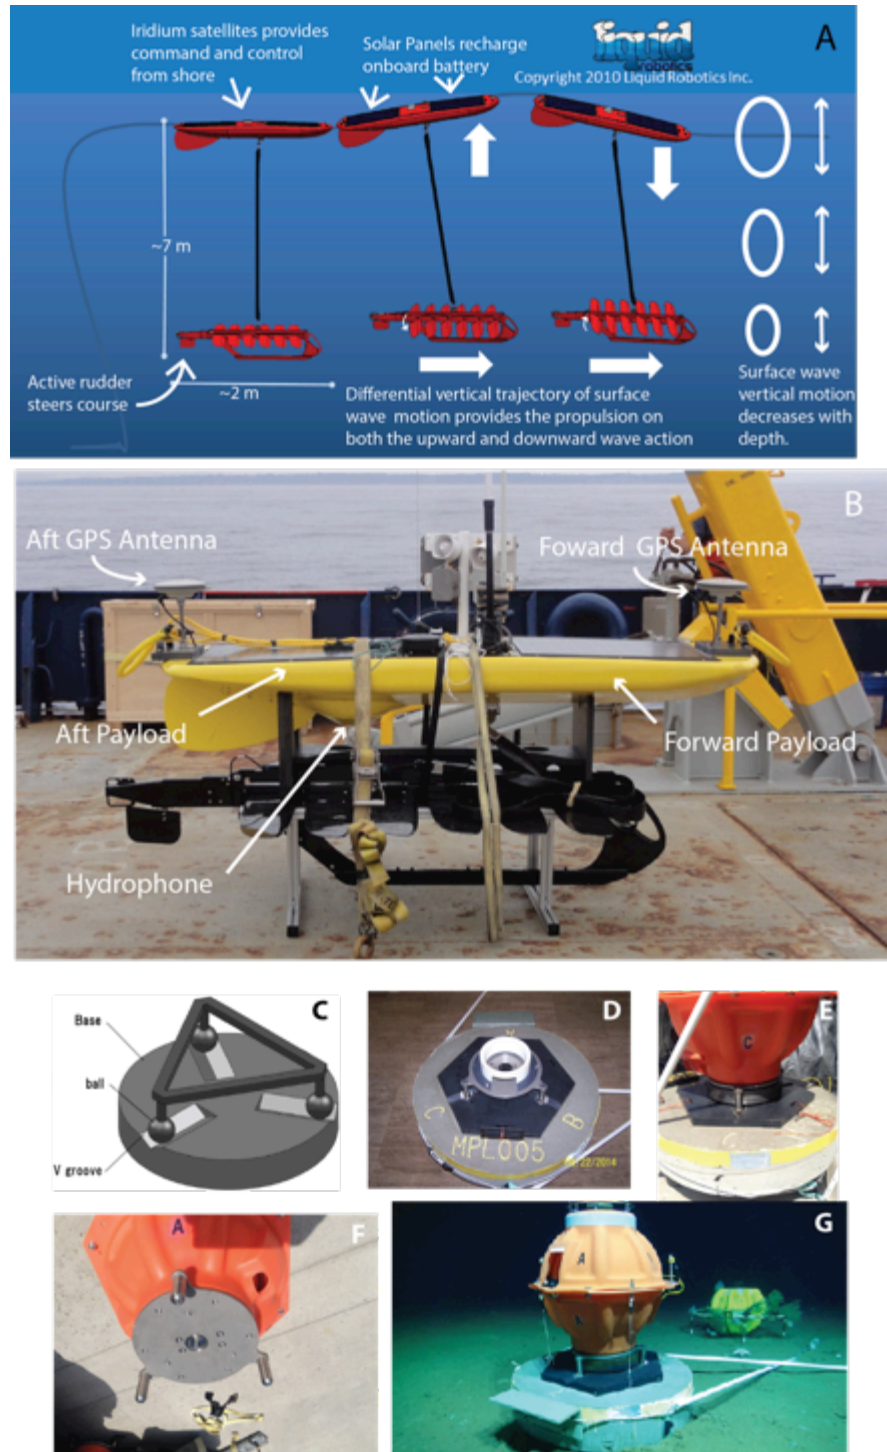 Iridium satellites provides
command and control
from shore
Solar Panels recharge
onboard battery
liquid
robotics
Copyright 2010 Liquid Robotics Inc.
A
~7 m
Active rudder
steers course
~2 m
Differential vertical trajectory of surface
wave motion provides the propulsion on
both the upward and downward wave action
Surface wave
vertical motion
decreases with
depth.
B
Aft GPS Antenna
Foward GPS Antenna
Aft Payload
Forward Payload
Hydrophone
C
Base
ball
V groove
D
C
B
MPL005
/22/2014
E
C
F
A
G
A
A